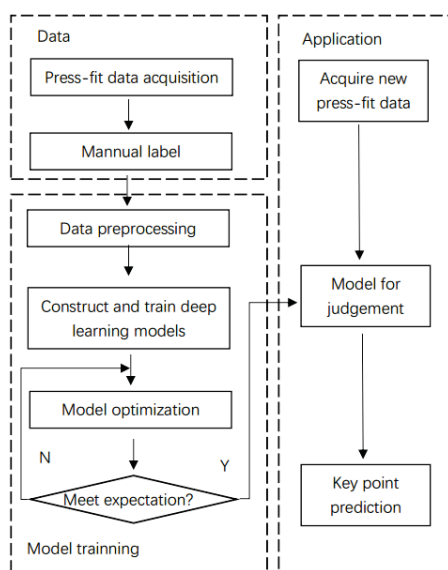 Data
Press-fit data acquisition
Mannual label
Data preprocessing
Construct and train deep
learning models
Model optimization
N
Y
Meet expectation?
Model trainning
Application
Acquire new
press-fit data
Model for
judgement
Key point
prediction